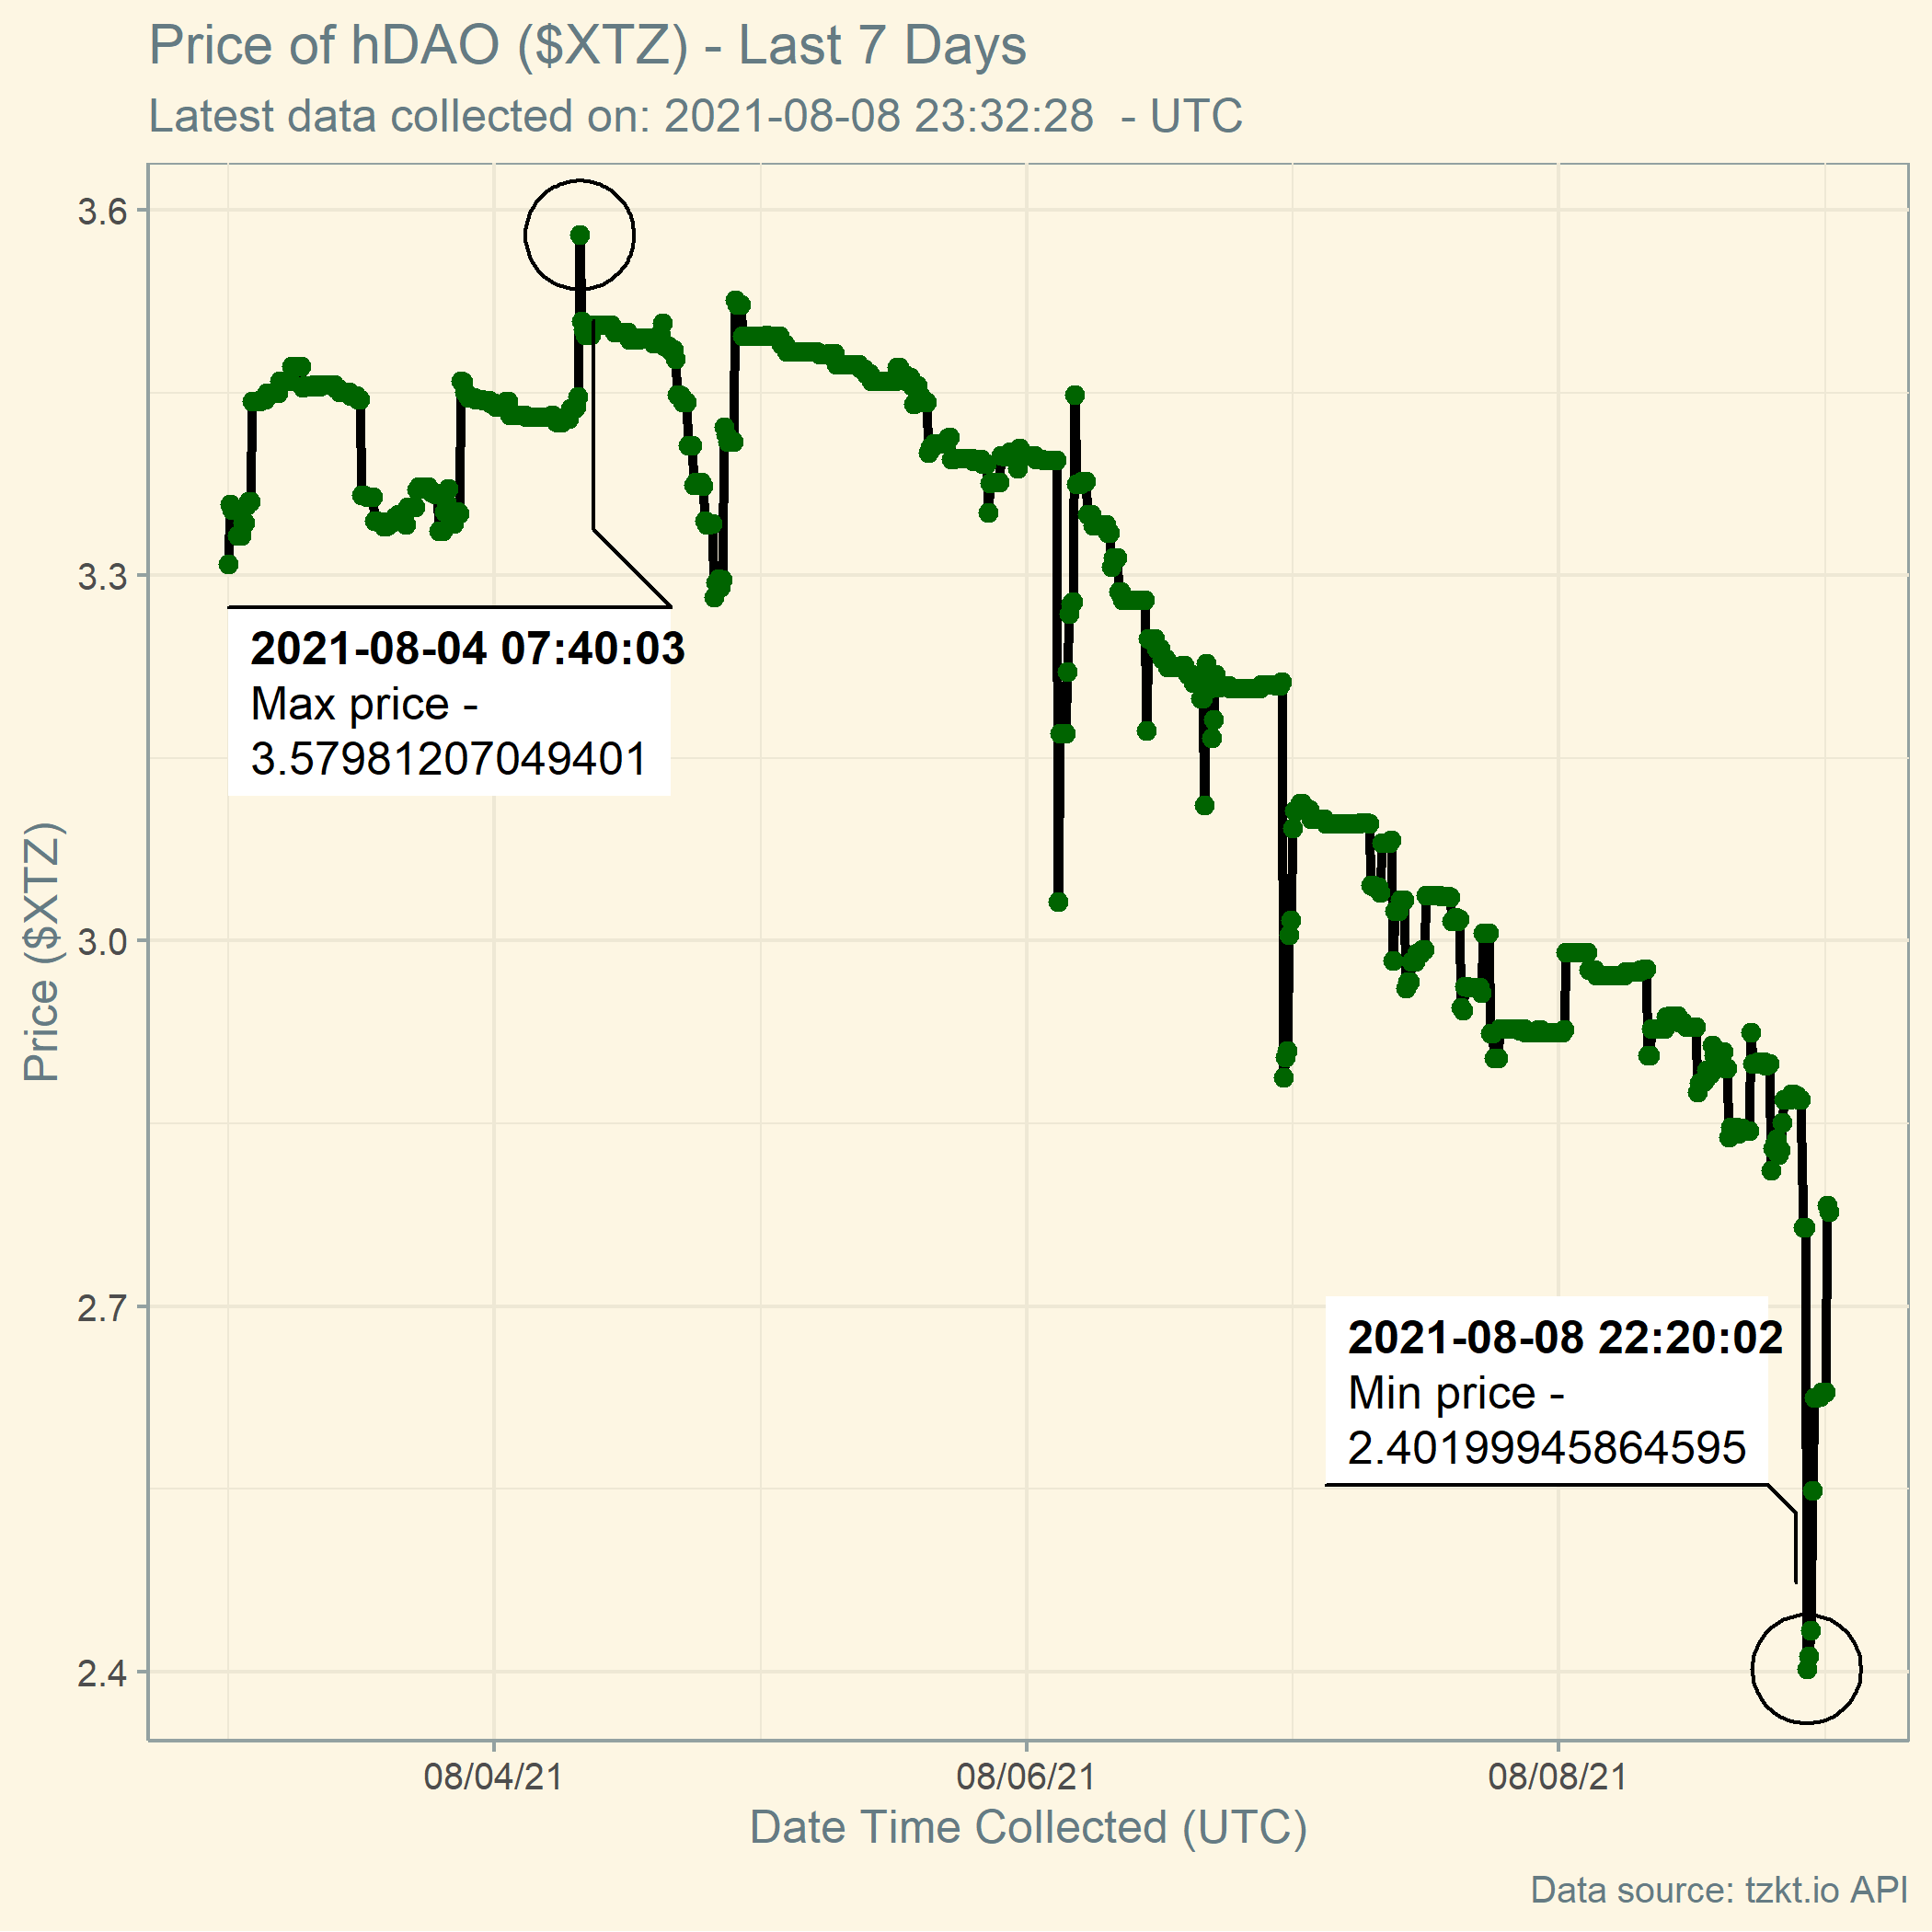 Price of hDAO ($XTZ) - Last 7 Days
Latest data collected on: 2021-08-08 23:32:28  - UTC
3.6
3.3
3.0
2.7
2.4
Price ($XTZ)
2021-08-04 07:40:03
Max price -
3.57981207049401
2021-08-08 22:20:02
Min price -
2.40199945864595
08/04/21
08/06/21
08/08/21
Date Time Collected (UTC)
Data source: tzkt.io API